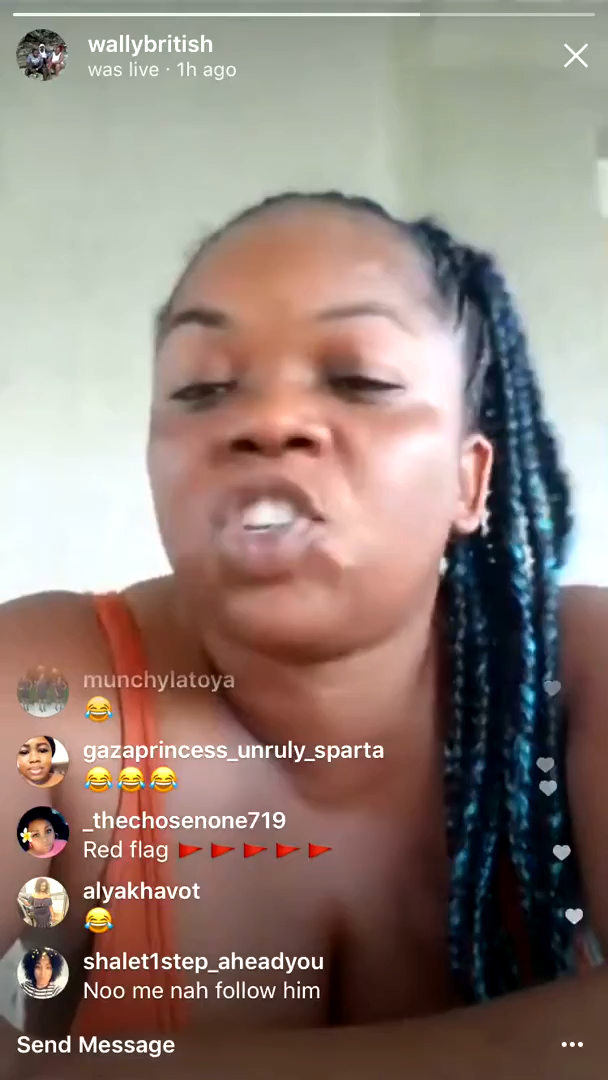 wallybritish
was live · 1h ago
munchylatoya
😂
gazaprincess_unruly_sparta
😂😂😂
_thechosenone719
Red flag 🚩🚩🚩🚩🚩
alyakhavot
😂
shalet1step_aheadyou
Noo me nah follow him
Send Message